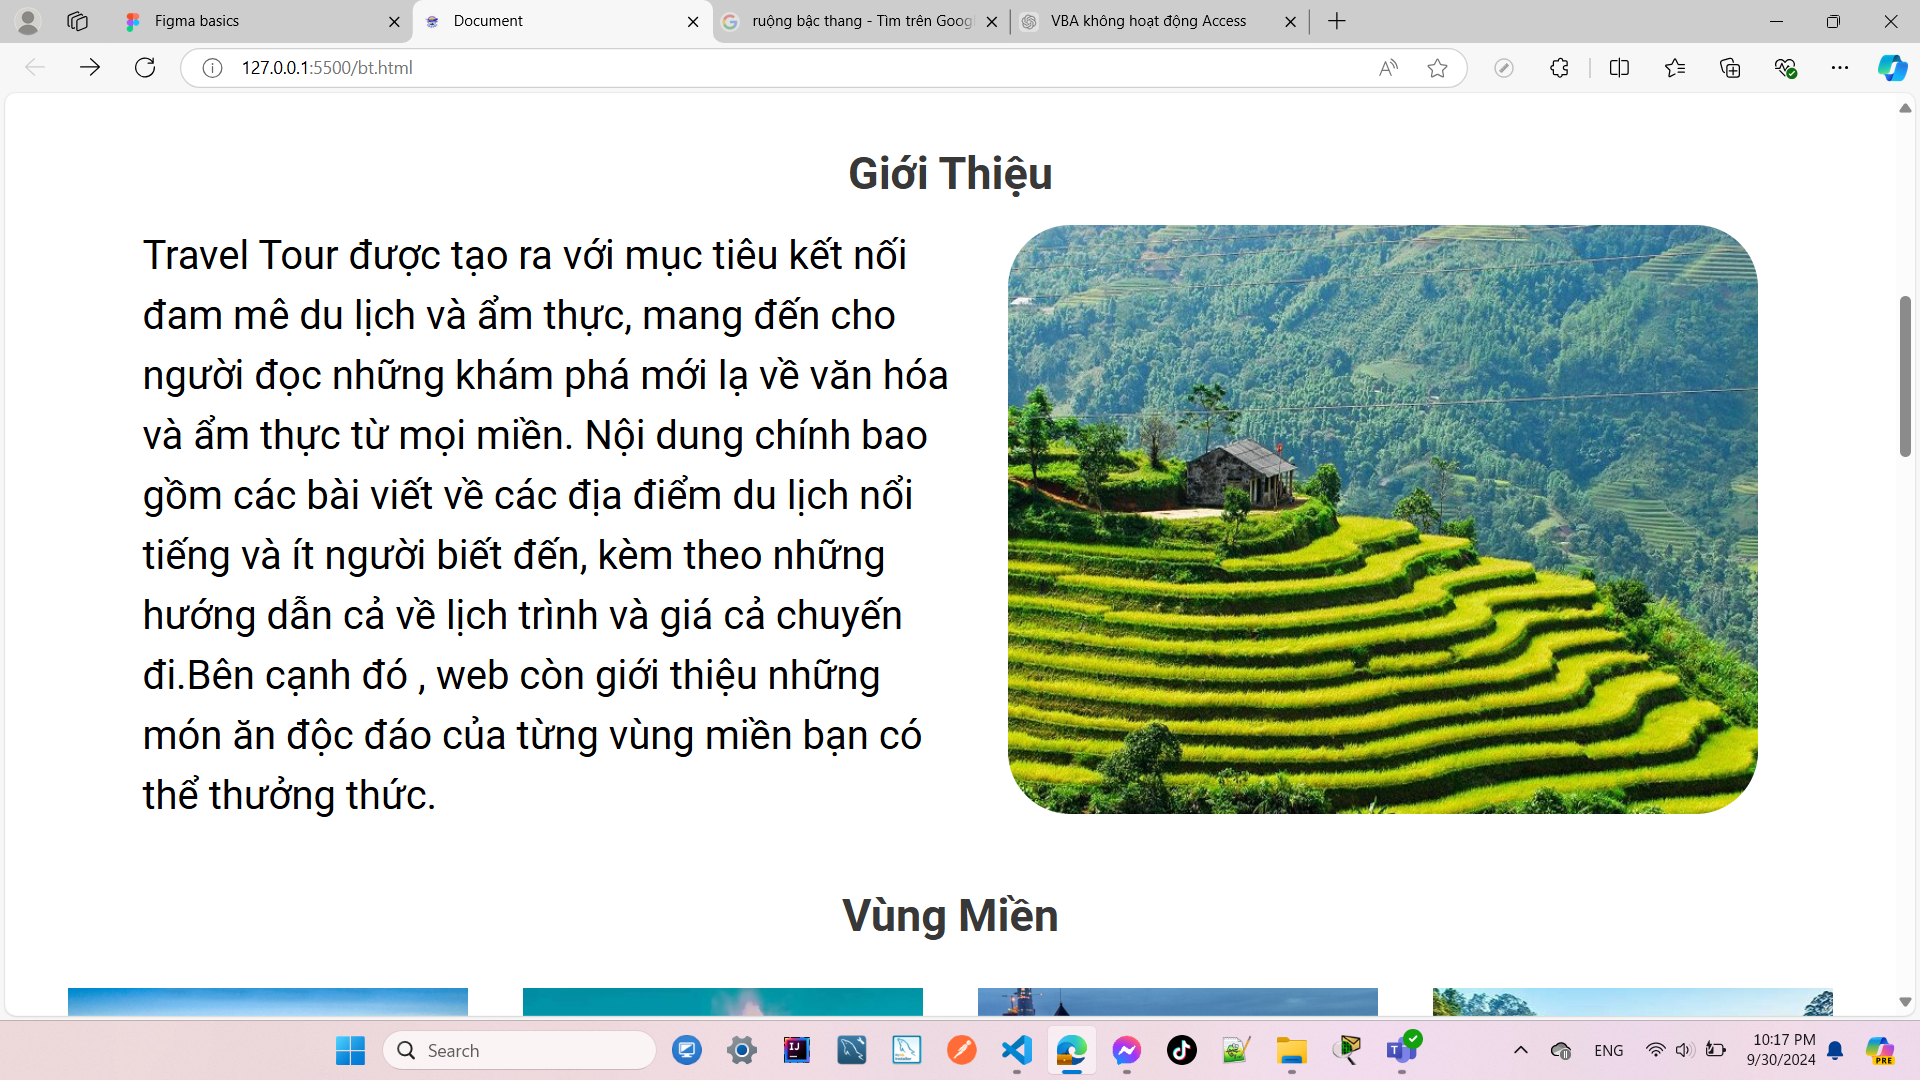 Figma basics
Document
ruộng bậc thang - Tìm trên Goog
VBA không hoạt động Access
127.0.0.1:5500/bt.html
Giới Thiệu
Travel Tour được tạo ra với mục tiêu kết nối
đam mê du lịch và ẩm thực, mang đến cho
người đọc những khám phá mới lạ về văn hóa
và ẩm thực từ mọi miền. Nội dung chính bao
gồm các bài viết về các địa điểm du lịch nổi
tiếng và ít người biết đến, kèm theo những
hướng dẫn cả về lịch trình và giá cả chuyến
đi.Bên cạnh đó , web còn giới thiệu những
món ăn độc đáo của từng vùng miền bạn có
thể thưởng thức.
Vùng Miền
Search
ENG
10:17 PM
9/30/2024
PRE